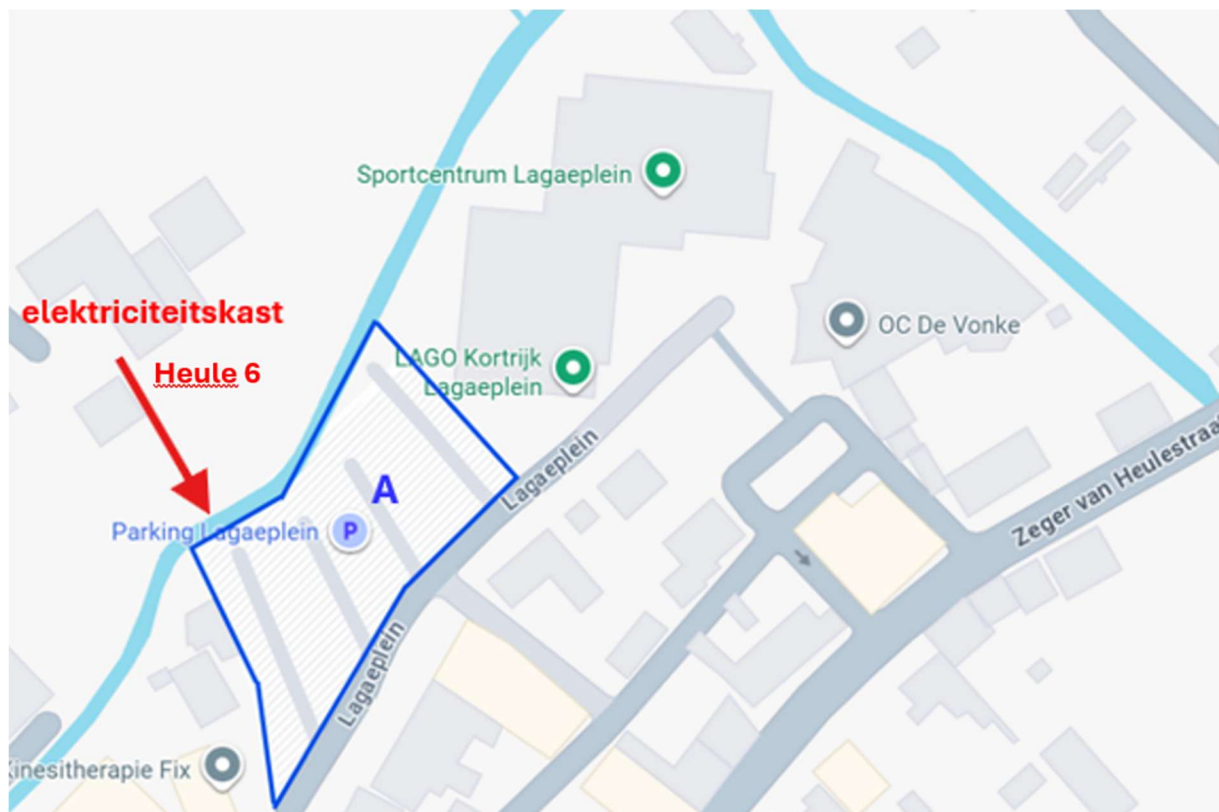 Sportcentrum Lagaeplein
elektriciteitskast
OC De Vonke
LAGO Kortrijk
Lagaeplein
Heule 6
Lagaeplein
Zeger van Heulestraat
A
Parking Lagaeplein
P
Lagaeplein
Kinesitherapie Fix